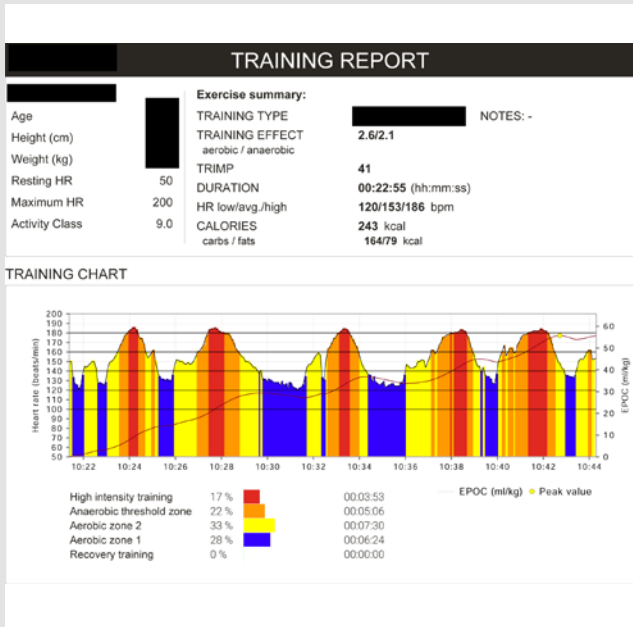 TRAINING REPORT
Exercise summary:
Age
Height (cm)
Weight (kg)
Resting HR 50
Maximum HR 200
Activity Class 9.0
TRAINING TYPE NOTES: -
TRAINING EFFECT 2.6/2.1
aerobic / anaerobic
TRIMP 41
DURATION 00:22:55 (hh:mm:ss)
HR low/avg./high 120/153/186 bpm
CALORIES 243 kcal
carbs / fats 164/79 kcal
TRAINING CHART
Heart rate (beats/min)
200
190
180
170
160
150
140
130
120
110
100
90
80
70
60
50
60
50
40
30
20
10
0
EPOC (ml/kg)
10:22 10:24 10:26 10:28 10:30 10:32 10:34 10:36 10:38 10:40 10:42 10:44
EPOC (ml/kg) Peak value
High intensity training 17 % 00:03:53
Anaerobic threshold zone 22 % 00:05:06
Aerobic zone 2 33 % 00:07:30
Aerobic zone 1 28 % 00:06:24
Recovery training 0 % 00:00:00